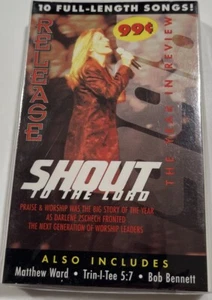 10 FULL-LENGTH SONGS!
RELEASE
99¢
THE YEAR IN REVIEW
SHOUT
TO THE LORD
PRAISE & WORSHIP WAS THE BIG STORY OF THE YEAR
AS DARLENE ZSCHECH FRONTED
THE NEXT GENERATION OF WORSHIP LEADERS
ALSO INCLUDES
Matthew Ward • Trin-I-Tee 5:7 • Bob Bennett